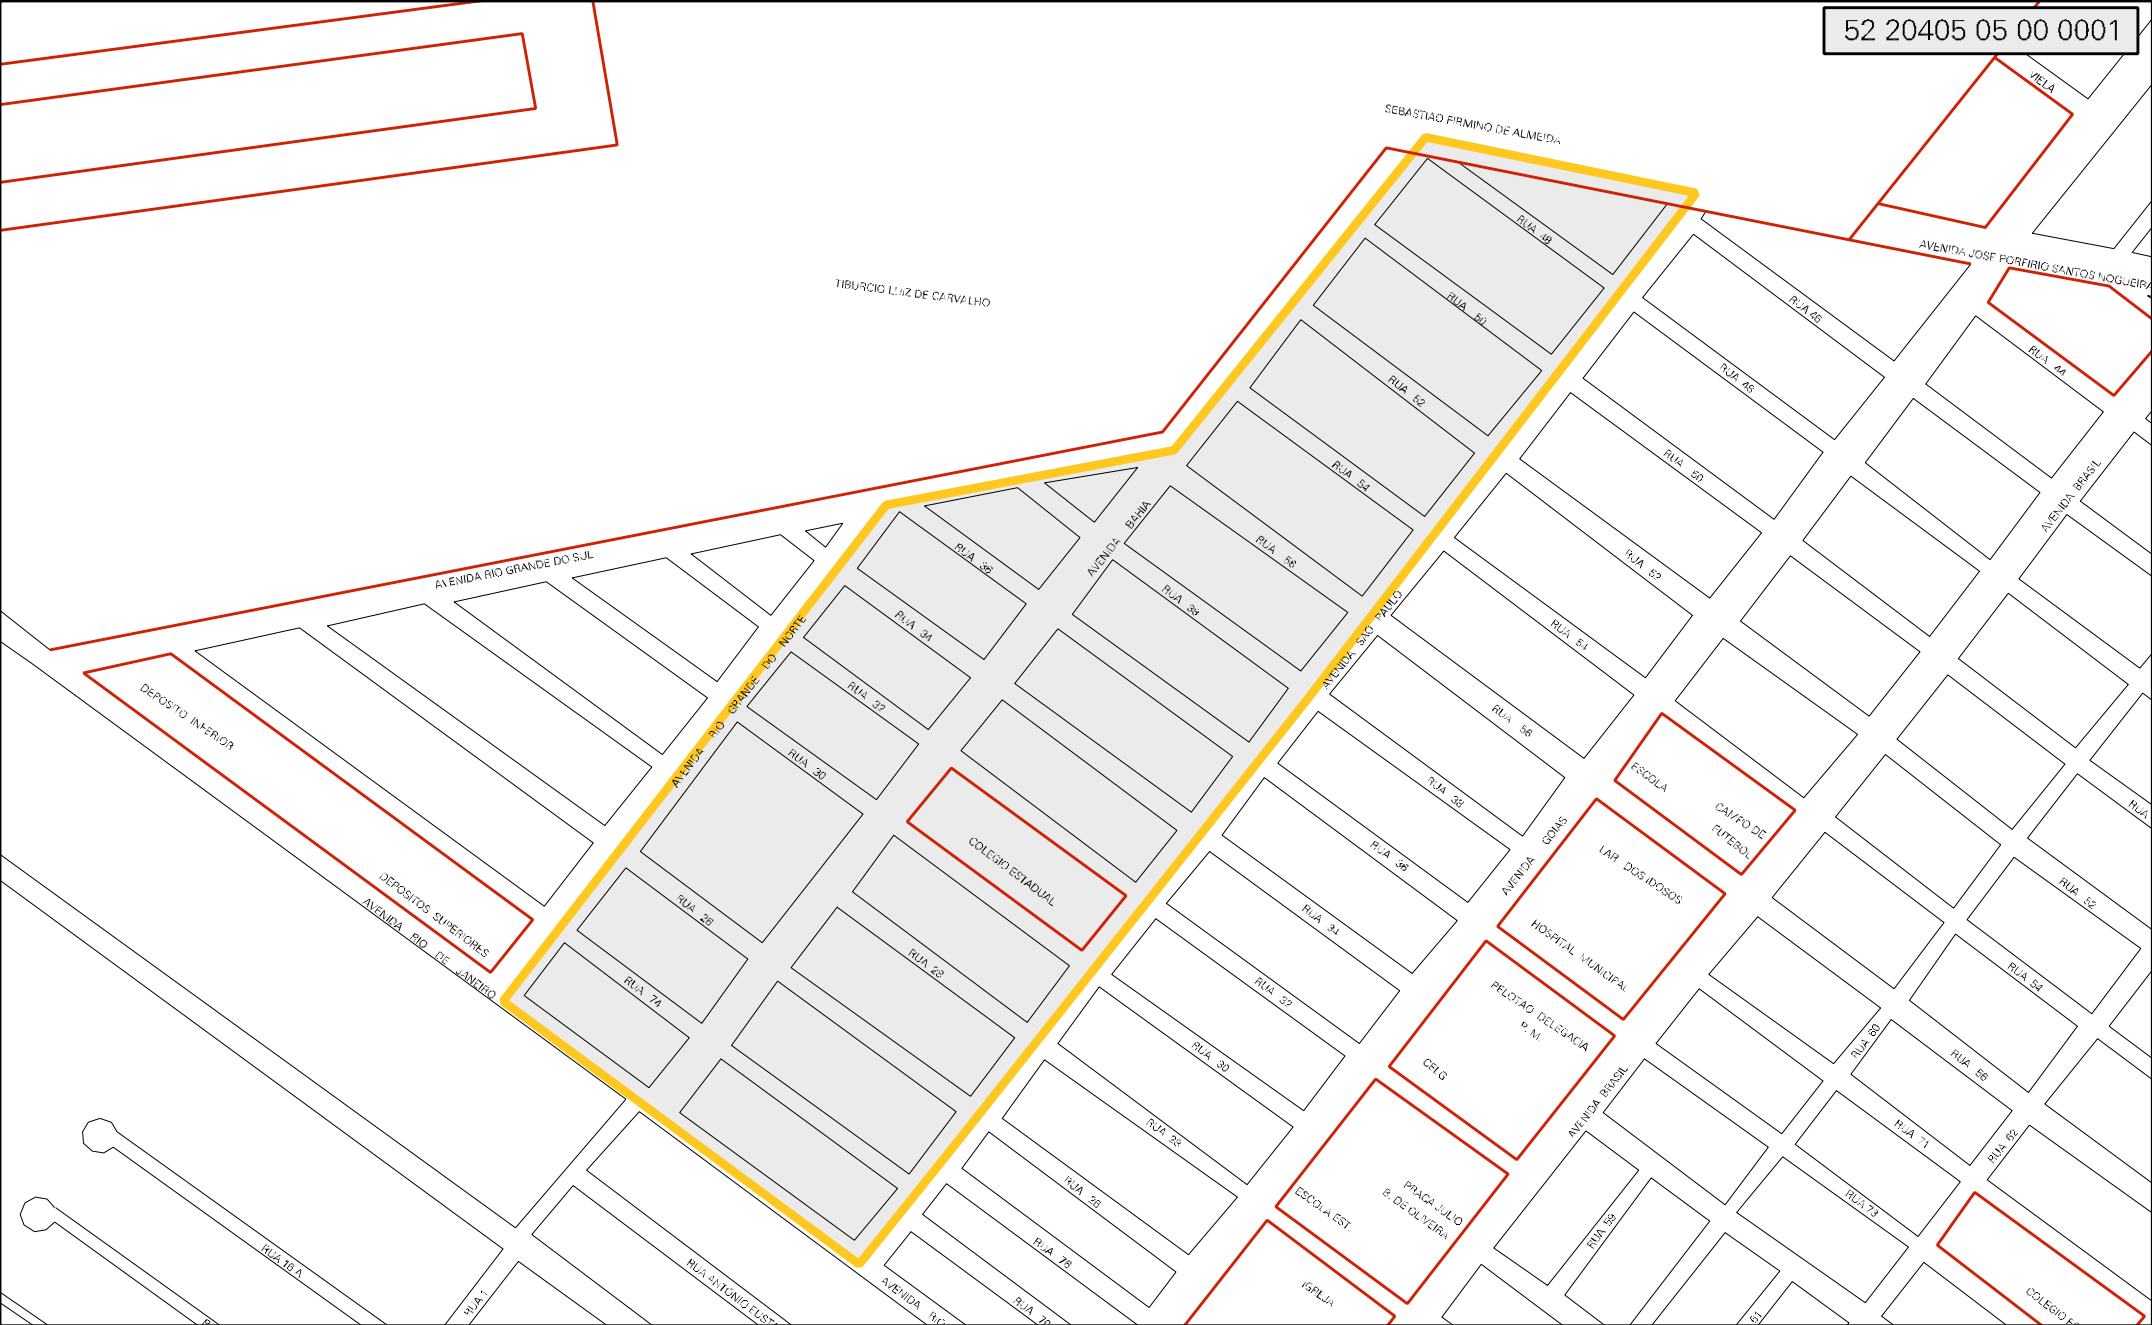 52 20405 05 00 0001
VIELA
SEBASTIAO FIRMINO DE ALMEIDA
AVENIDA JOSE PORFIRIO SANTOS NOGUEIRA
TIBURCIO LUIZ DE CARVALHO
RUA 48
RUA 46
RUA 50
RUA 44
RUA 48
RUA 52
RUA 50
RUA 54
AVENIDA BRASIL
AVENIDA BAHIA
RUA 56
RUA 52
AVENIDA RIO GRANDE DO SUL
RUA 36
RUA 38
RUA 34
RUA 54
AVENIDA SAO PAULO
AVENIDA RIO GRANDE DO NORTE
RUA 32
RUA 56
DEPOSITO INFERIOR
RUA 30
RUA 38
ESCOLA
CAMPO DE
FUTEBOL
RUA
AVENIDA GOIAS
RUA 36
LAR DOS IDOSOS
COLEGIO ESTADUAL
RUA 52
DEPOSITOS SUPERIORES
RUA 26
RUA 34
AVENIDA RIO DE JANEIRO
HOSPITAL MUNICIPAL
RUA 28
RUA 54
RUA 74
RUA 32
PELOTAO DELEGACIA
P. M.
RUA 60
RUA 30
CELG
RUA 56
AVENIDA BRASIL
RUA 28
RUA 71
RUA 62
RUA 26
ESCOLA EST.
PRACA JULIO
B. DE OLIVEIRA
RUA 73
RUA 59
RUA 16 A
RUA 76
RUA ANTONIO EUSTA
AVENIDA RIO
RUA 1
IGREJA
COLEGIO ES
RUA 70
61